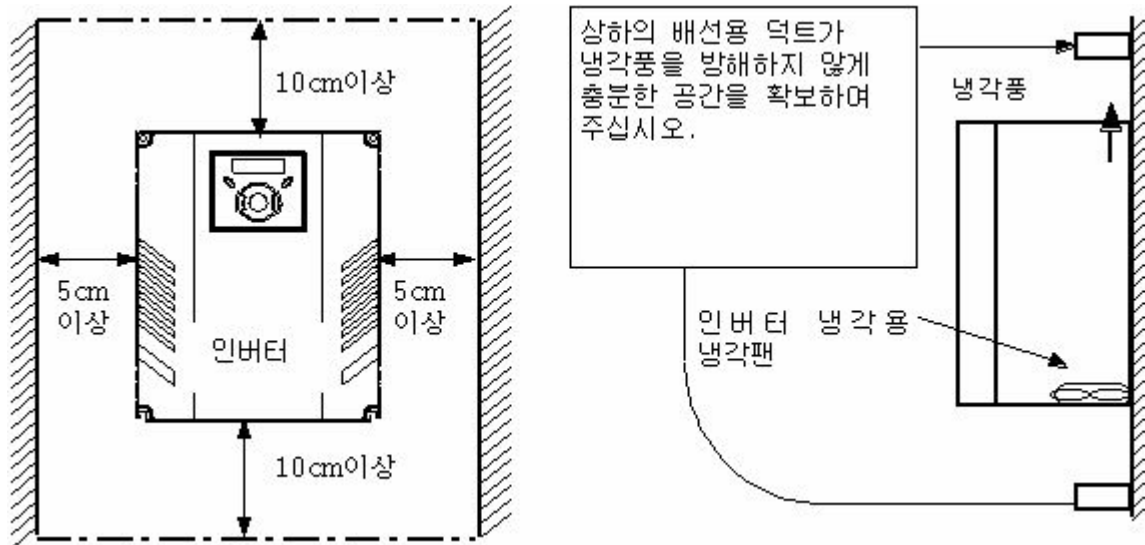 10cm이상
5cm
이상
5cm
이상
인버터
10cm이상
상하의 배선용 덕트가
냉각풍을 방해하지 않게
충분한 공간을 확보하여
주십시오.
냉각풍
인버터 냉각용
냉각팬